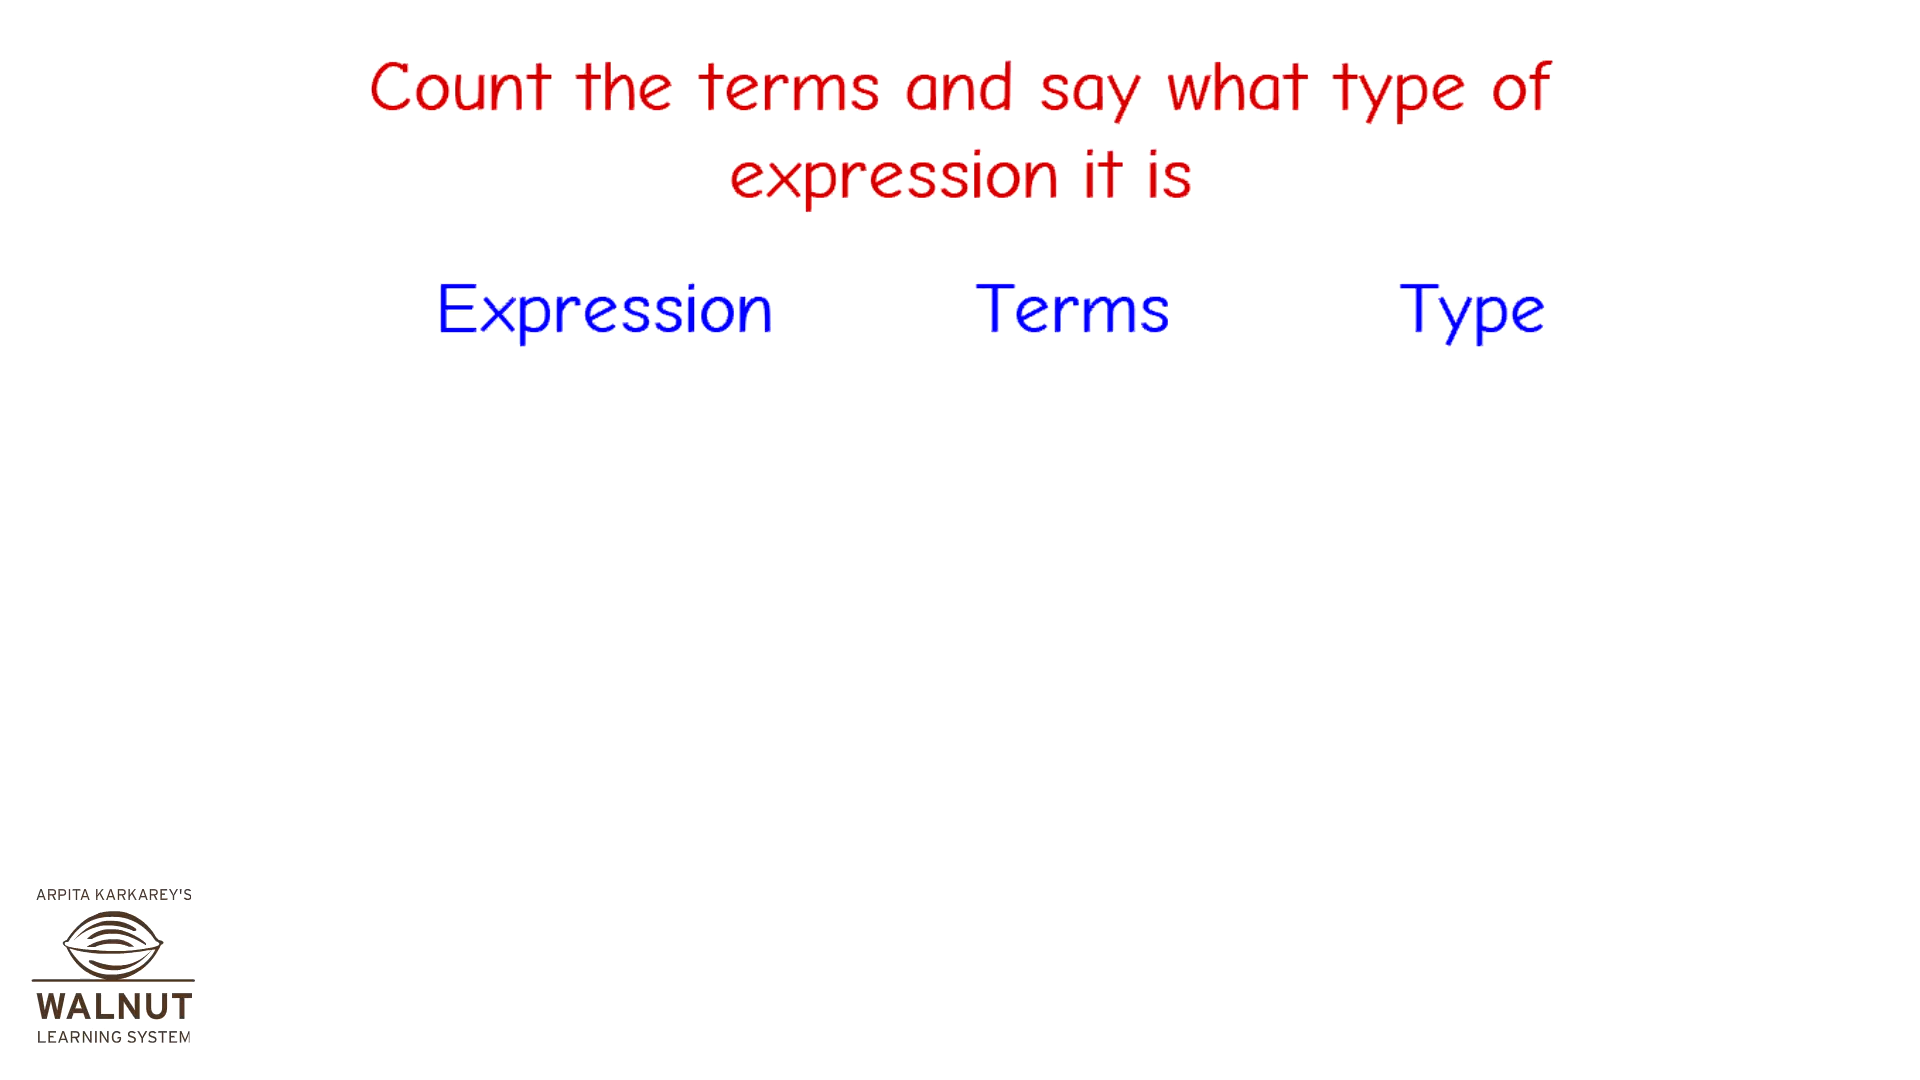 Count the terms and say what type of
expression it is
Expression Terms Type
ARPITA KARKAREY'S
WALNUT
LEARNING SYSTEM